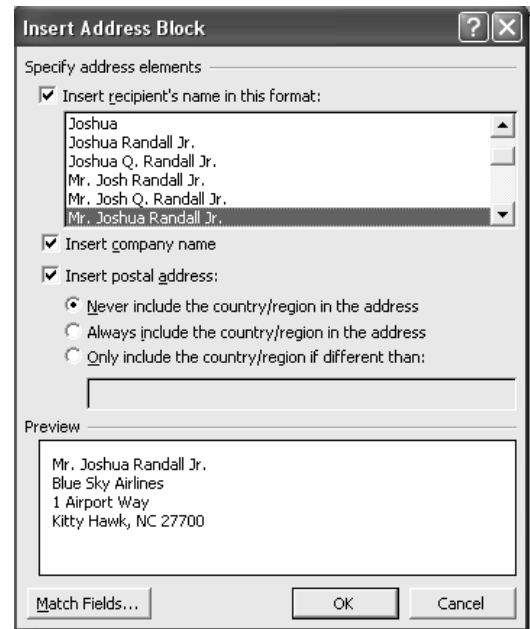 Insert Address Block
Specify address elements
Insert recipient's name in this format:
Joshua
Joshua Randall Jr.
Joshua Q. Randall Jr.
Mr. Josh Randall Jr.
Mr. Josh Q. Randall Jr.
Mr. Joshua Randall Jr.
Insert company name
Insert postal address:
Never include the country/region in the address
Always include the country/region in the address
Only include the country/region if different than:
Preview
Mr. Joshua Randall Jr.
Blue Sky Airlines
1 Airport Way
Kitty Hawk, NC 27700
Match Fields... OK Cancel